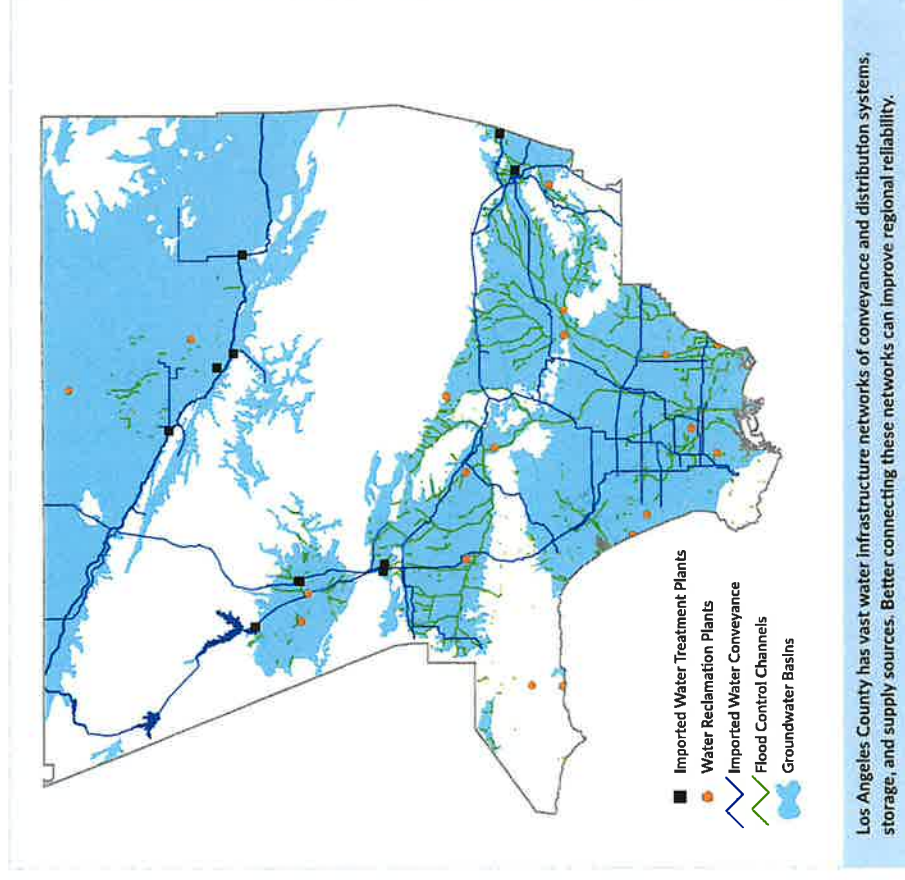 Imported Water Treatment Plants
Water Reclamation Plants
Imported Water Conveyance
Flood Control Channels
Groundwater Basins
Los Angeles County has vast water infrastructure networks of conveyance and distribution systems,
storage, and supply sources. Better connecting these networks can improve regional reliability.